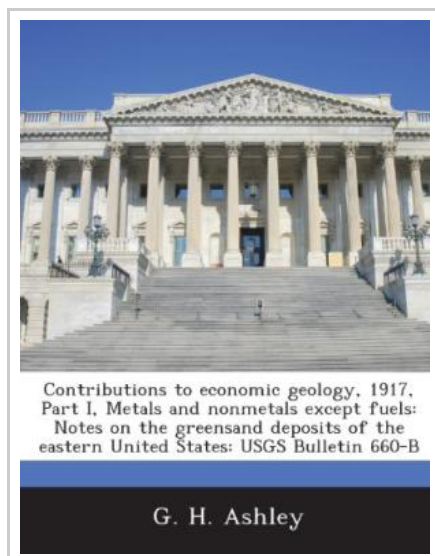 Contributions to economic geology, 1917,
Part I, Metals and nonmetals except fuels:
Notes on the greensand deposits of the
eastern United States: USGS Bulletin 660-B
G. H. Ashley